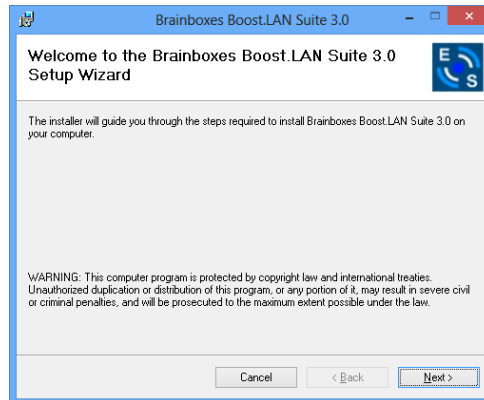 Brainboxes Boost.LAN Suite 3.0
Welcome to the Brainboxes Boost.LAN Suite 3.0
Setup Wizard
E
S
The installer will guide you through the steps required to install Brainboxes Boost.LAN Suite 3.0 on
your computer.
WARNING: This computer program is protected by copyright law and international treaties.
Unauthorized duplication or distribution of this program, or any portion of it, may result in severe civil
or criminal penalties, and will be prosecuted to the maximum extent possible under the law.
Cancel < Back Next >